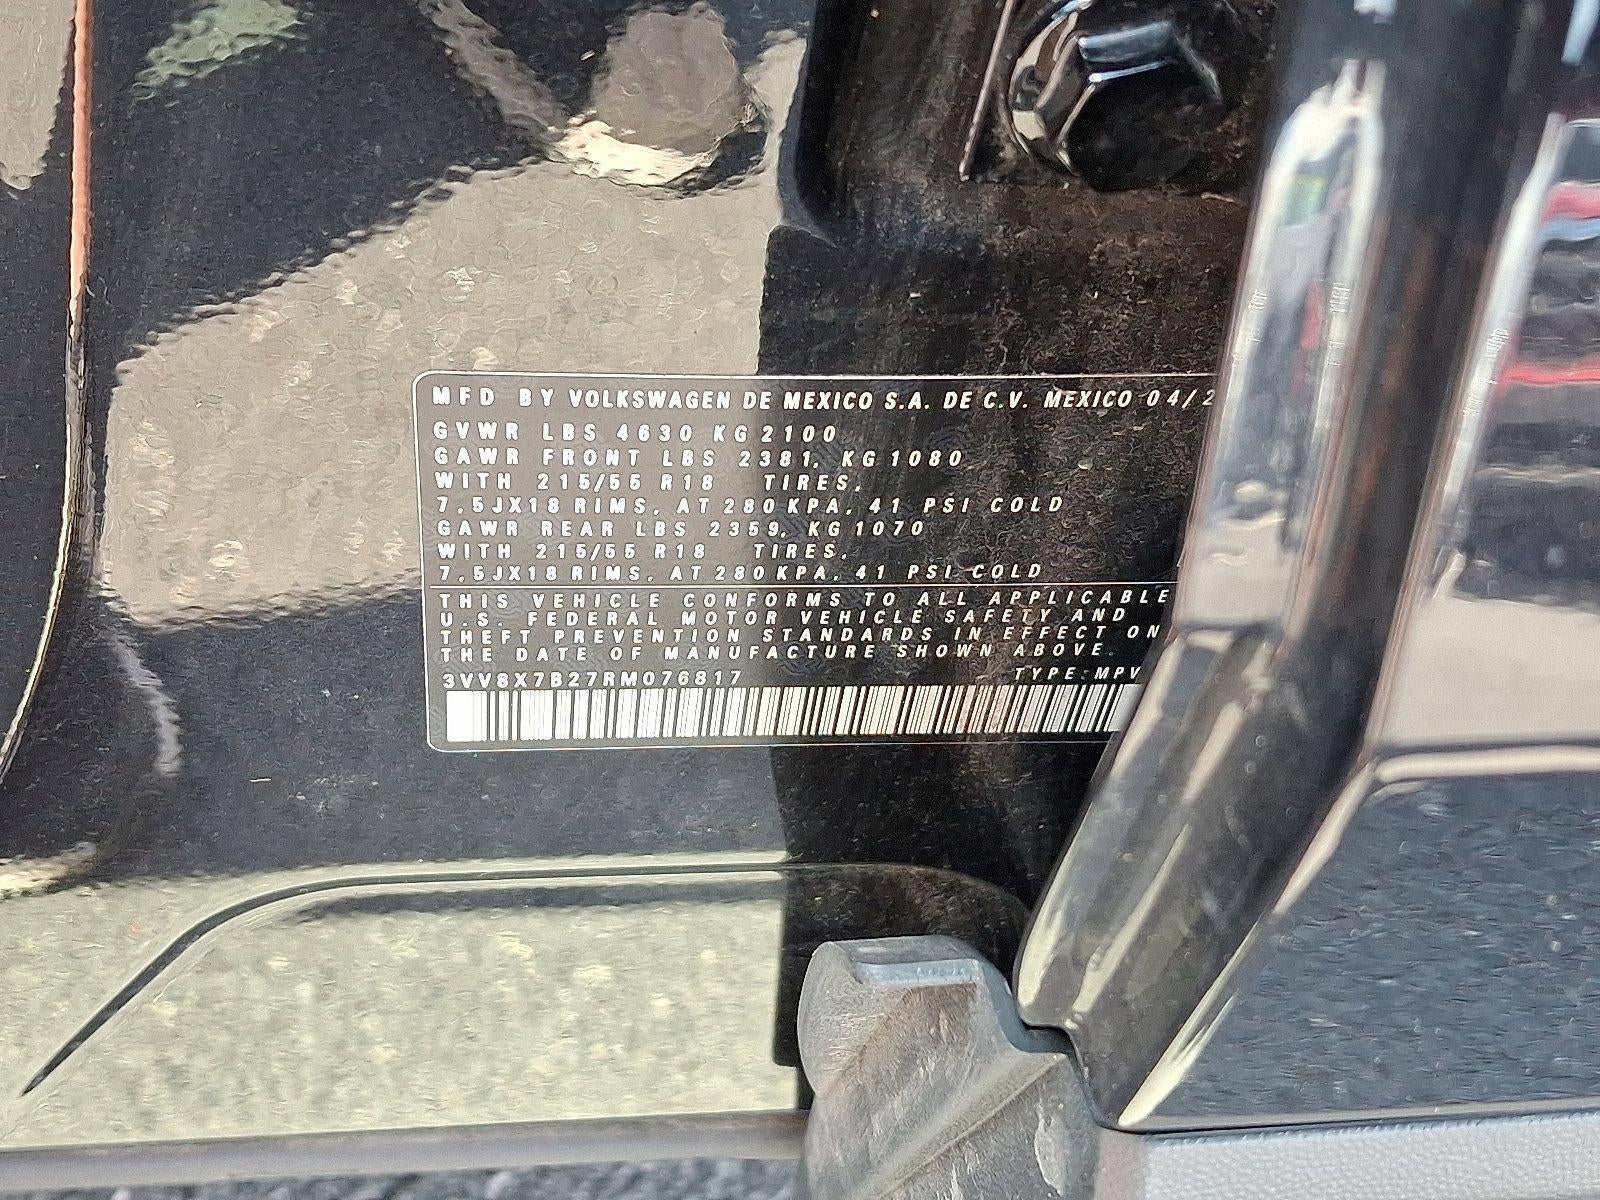 MFD BY VOLKSWAGEN DE MEXICO S.A. DE C.V. MEXICO 04/2
GVWR LBS 4630 KG 2100
GAWR FRONT LBS 2381, KG 1080
WITH 215/55 R18 TIRES,
7,5JX18 RIMS, AT 280 KPA, 41 PSI COLD
GAWR REAR LBS 2359, KG 1070
WITH 215/55 R18 TIRES,
7,5JX18 RIMS, AT 280 KPA, 41 PSI COLD
THIS VEHICLE CONFORMS TO ALL APPLICABLE
U.S. FEDERAL MOTOR VEHICLE SAFETY AND
THEFT PREVENTION STANDARDS IN EFFECT ON
THE DATE OF MANUFACTURE SHOWN ABOVE.
3VV8X7B27RM076817 TYPE:MPV